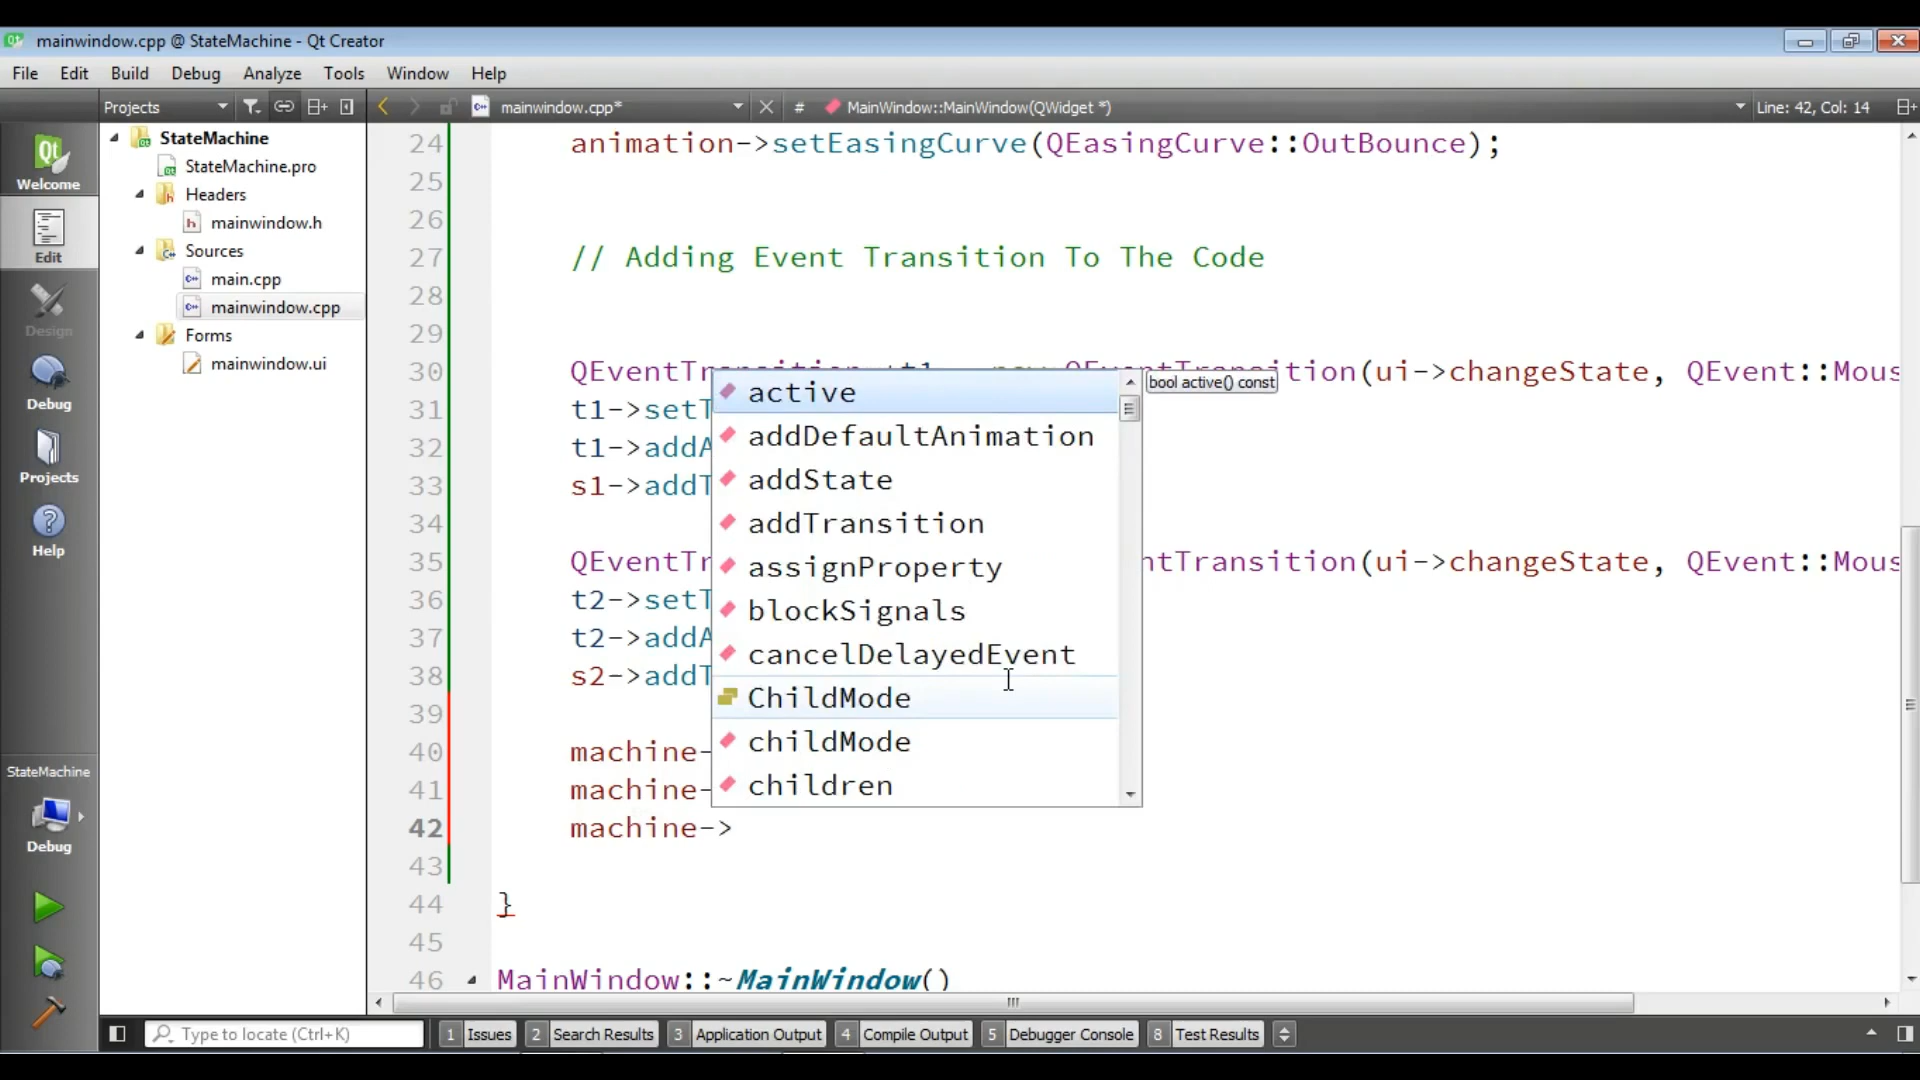 mainwindow.cpp @ StateMachine - Qt Creator
File Edit Build Debug Analyze Tools Window Help
Projects mainwindow.cpp* # MainWindow::MainWindow(QWidget *) Line: 42, Col: 14
Welcome
Edit
Design
Debug
Projects
Help
StateMachine
Debug
StateMachine
StateMachine.pro
Headers
mainwindow.h
Sources
main.cpp
mainwindow.cpp
Forms
mainwindow.ui
24 animation->setEasingCurve(QEasingCurve::OutBounce);
25
26
27 // Adding Event Transition To The Code
28
29
30 QEventTransition(ui->changeState, QEvent::Mous
31 t1->setT
32 t1->addA
33 s1->addT
34
35 QEventTr ntTransition(ui->changeState, QEvent::Mous
36 t2->setT
37 t2->addA
38 s2->addT
39
40 machine-
41 machine-
42 machine->
43
44 }
45
46 MainWindow::~MainWindow()
active
addDefaultAnimation
addState
addTransition
assignProperty
blockSignals
cancelDelayedEvent
ChildMode
childMode
children
bool active() const
Type to locate (Ctrl+K) 1 Issues 2 Search Results 3 Application Output 4 Compile Output 5 Debugger Console 8 Test Results